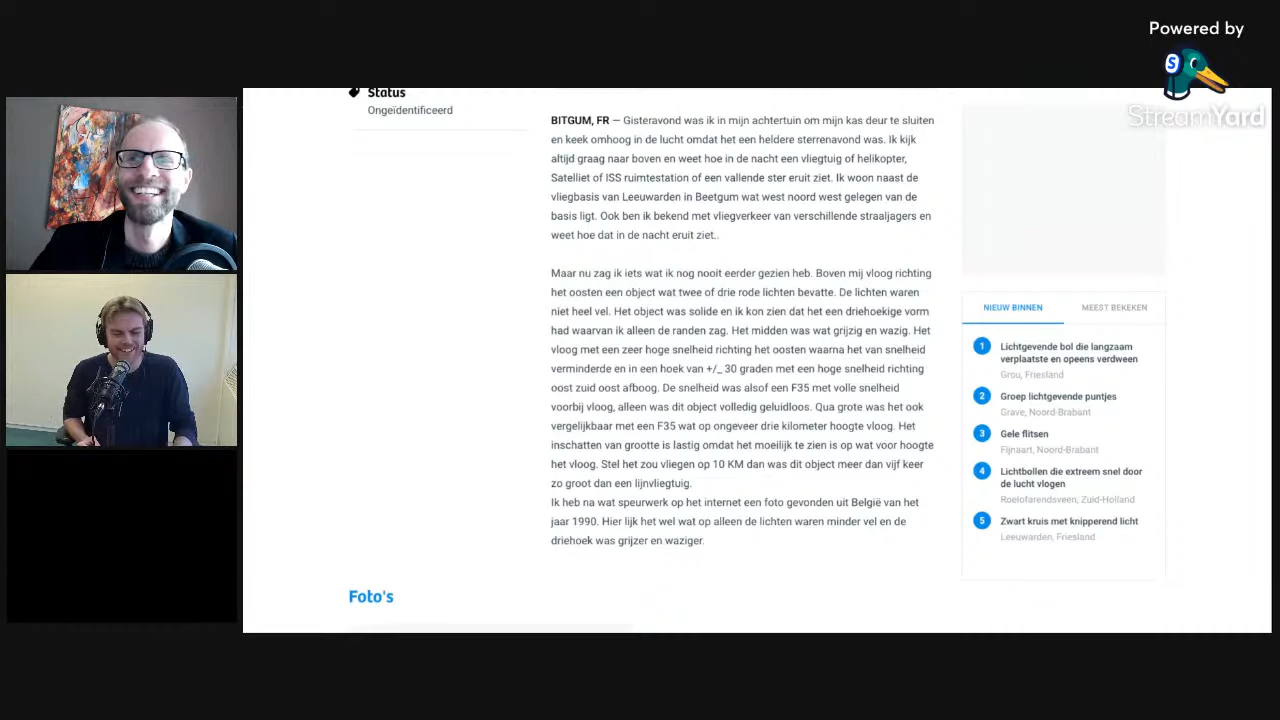 Powered by
StreamYard
Status
Ongeïdentificeerd
BITGUM, FR — Gisteravond was ik in mijn achtertuin om mijn kas deur te sluiten
en keek omhoog in de lucht omdat het een heldere sterrenavond was. Ik kijk
altijd graag naar boven en weet hoe in de nacht een vliegtuig of helikopter,
Satelliet of ISS ruimtestation of een vallende ster eruit ziet. Ik woon naast de
vliegbasis van Leeuwarden in Beetgum wat west noord west gelegen van de
basis ligt. Ook ben ik bekend met vliegverkeer van verschillende straaljagers en
weet hoe dat in de nacht eruit ziet..
Maar nu zag ik iets wat ik nog nooit eerder gezien heb. Boven mij vloog richting
het oosten een object wat twee of drie rode lichten bevatte. De lichten waren
niet heel vel. Het object was solide en ik kon zien dat het een driehoekige vorm
had waarvan ik alleen de randen zag. Het midden was wat grijzig en wazig. Het
vloog met een zeer hoge snelheid richting het oosten waarna het van snelheid
verminderde en in een hoek van +/_ 30 graden met een hoge snelheid richting
oost zuid oost afboog. De snelheid was alsof een F35 met volle snelheid
voorbij vloog, alleen was dit object volledig geluidloos. Qua grote was het ook
vergelijkbaar met een F35 wat op ongeveer drie kilometer hoogte vloog. Het
inschatten van grootte is lastig omdat het moeilijk te zien is op wat voor hoogte
het vloog. Stel het zou vliegen op 10 KM dan was dit object meer dan vijf keer
zo groot dan een lijnvliegtuig.
Ik heb na wat speurwerk op het internet een foto gevonden uit België van het
jaar 1990. Hier lijk het wel wat op alleen de lichten waren minder vel en de
driehoek was grijzer en waziger.
Foto's
NIEUW BINNEN
MEEST BEKEKEN
1 Lichtgevende bol die langzaam
verplaatste en opeens verdween
Grou, Friesland
2 Groep lichtgevende puntjes
Grave, Noord-Brabant
3 Gele flitsen
Fijnaart, Noord-Brabant
4 Lichtbollen die extreem snel door
de lucht vlogen
Roelofarendsveen, Zuid-Holland
5 Zwart kruis met knipperend licht
Leeuwarden, Friesland